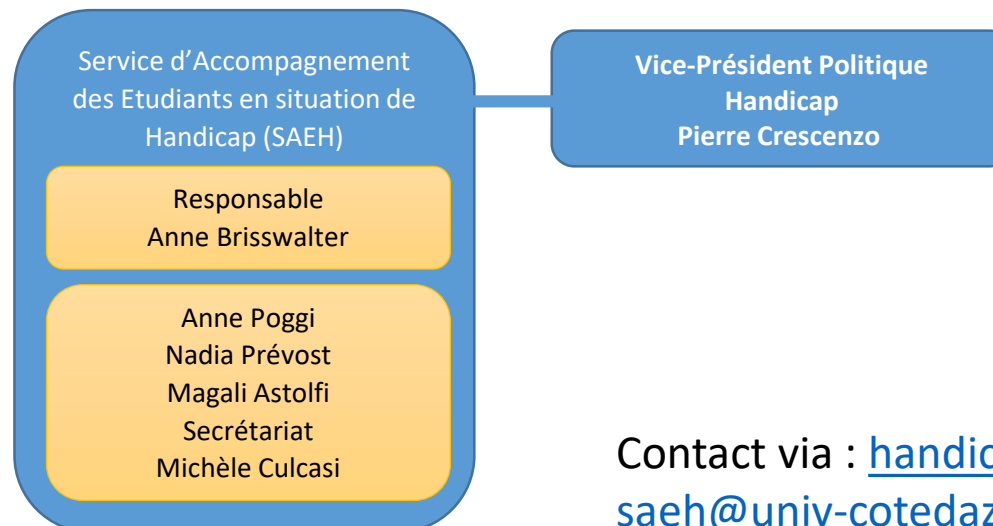 Service d’Accompagnement
des Etudiants en situation de
Handicap (SAEH)
Responsable
Anne Brisswalter
Anne Poggi
Nadia Prévost
Magali Astolfi
Secrétariat
Michèle Culcasi
Vice-Président Politique
Handicap
Pierre Crescenzo
Contact via :